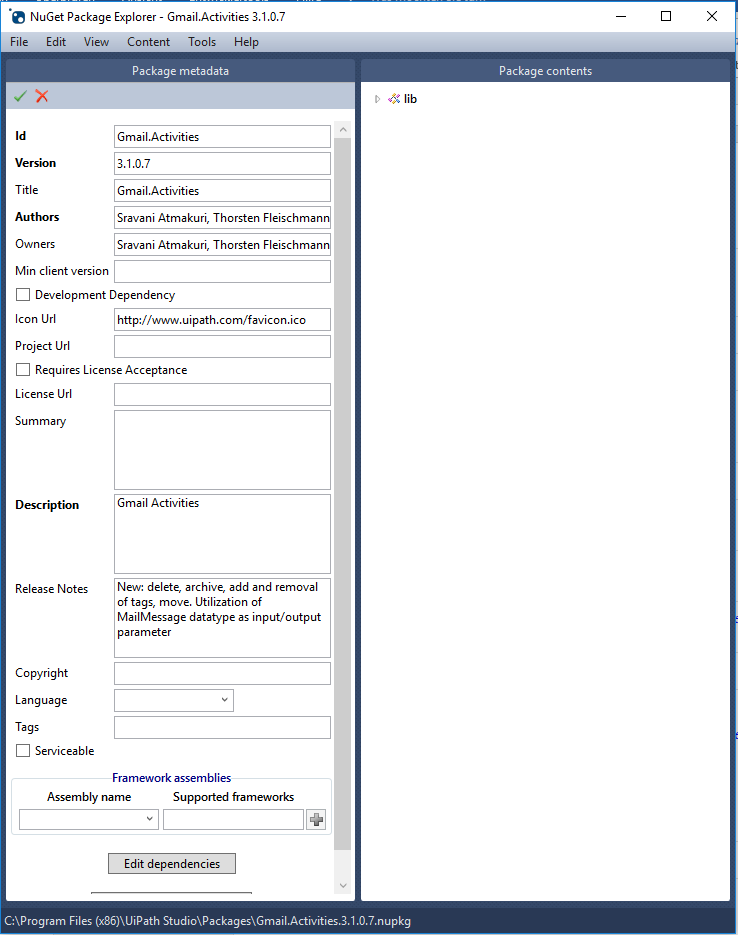 NuGet Package Explorer - Gmail.Activities 3.1.0.7
File Edit View Content Tools Help
Package metadata
Package contents
lib
Id Gmail.Activities
Version 3.1.0.7
Title Gmail.Activities
Authors Sravani Atmakuri, Thorsten Fleischmann
Owners Sravani Atmakuri, Thorsten Fleischmann
Min client version
Development Dependency
Icon Url http://www.uipath.com/favicon.ico
Project Url
Requires License Acceptance
License Url
Summary
Description Gmail Activities
Release Notes New: delete, archive, add and removal
of tags, move. Utilization of
MailMessage datatype as input/output
parameter
Copyright
Language
Tags
Serviceable
Framework assemblies
Assembly name Supported frameworks
Edit dependencies
C:\Program Files (x86)\UiPath Studio\Packages\Gmail.Activities.3.1.0.7.nupkg